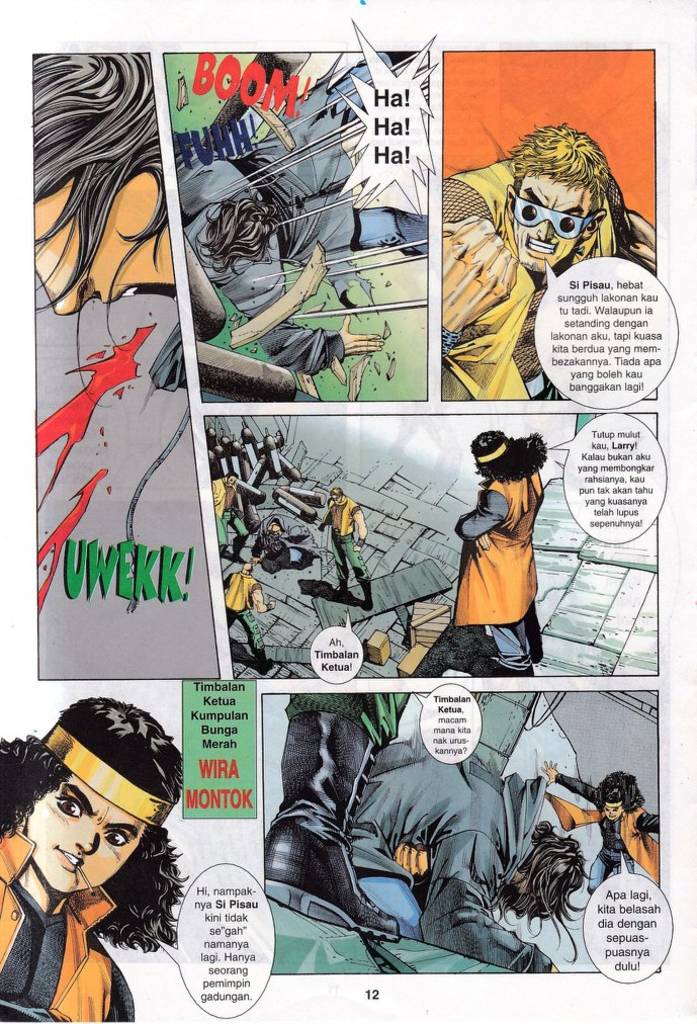 BOOM!
FUHH!
Ha!
Ha!
Ha!
Si Pisau, hebat
sungguh lakonan kau
tu tadi. Walaupun ia
setanding dengan
lakonan aku, tapi kuasa
kita berdua yang mem-
bezakannya. Tiada apa
yang boleh kau
banggakan lagi!
UWEKK!
Tutup mulut
kau, Larry!
Kalau bukan aku
yang membongkar
rahsianya, kau
pun tak akan tahu
yang kuasanya
telah lupus
sepenuhnya!
Ah,
Timbalan
Ketua!
Timbalan
Ketua
Kumpulan
Bunga
Merah
WIRA
MONTOK
Hi, nampak-
nya Si Pisau
kini tidak
se"gah"
namanya
lagi. Hanya
seorang
pemimpin
gadungan.
Timbalan
Ketua,
macam
mana kita
nak urus-
kannya?
Apa lagi,
kita belasah
dia dengan
sepuas-
puasnya
dulu!
12